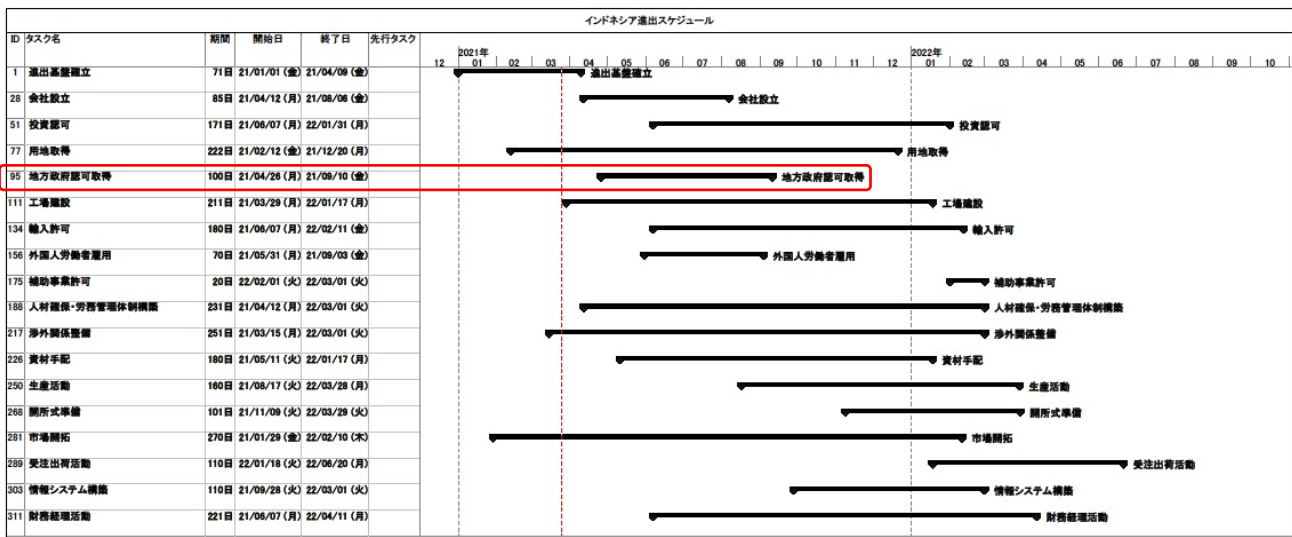 インドネシア進出スケジュール
ID タスク名 期間 開始日 終了日 先行タスク
2021年 2022年
12 01 02 03 04 05 06 07 08 09 10 11 12 01 02 03 04 05 06 07 08 09 10
1 進出基盤確立 71日 21/01/01 (金) 21/04/09 (金) 進出基盤確立
28 会社設立 85日 21/04/12 (月) 21/08/06 (金) 会社設立
51 投資認可 171日 21/06/07 (月) 22/01/31 (月) 投資認可
77 用地取得 222日 21/02/12 (金) 21/12/20 (月) 用地取得
95 地方政府認可取得 100日 21/04/26 (月) 21/09/10 (金) 地方政府認可取得
111 工場建設 211日 21/03/29 (月) 22/01/17 (月) 工場建設
134 輸入許可 180日 21/06/07 (月) 22/02/11 (金) 輸入許可
156 外国人労働者雇用 70日 21/05/31 (月) 21/09/03 (金) 外国人労働者雇用
175 補助事業許可 20日 22/02/01 (火) 22/03/01 (火) 補助事業許可
188 人材確保・労務管理体制構築 231日 21/04/12 (月) 22/03/01 (火) 人材確保・労務管理体制構築
217 渉外関係整備 251日 21/03/15 (月) 22/03/01 (火) 渉外関係整備
226 資材手配 180日 21/05/11 (火) 22/01/17 (月) 資材手配
250 生産活動 160日 21/08/17 (火) 22/03/28 (月) 生産活動
268 開所式準備 101日 21/11/09 (火) 22/03/29 (火) 開所式準備
281 市場開拓 270日 21/01/29 (金) 22/02/10 (木) 市場開拓
289 受注出荷活動 110日 22/01/18 (火) 22/06/20 (月) 受注出荷活動
303 情報システム構築 110日 21/09/28 (火) 22/03/01 (火) 情報システム構築
311 財務経理活動 221日 21/06/07 (月) 22/04/11 (月) 財務経理活動